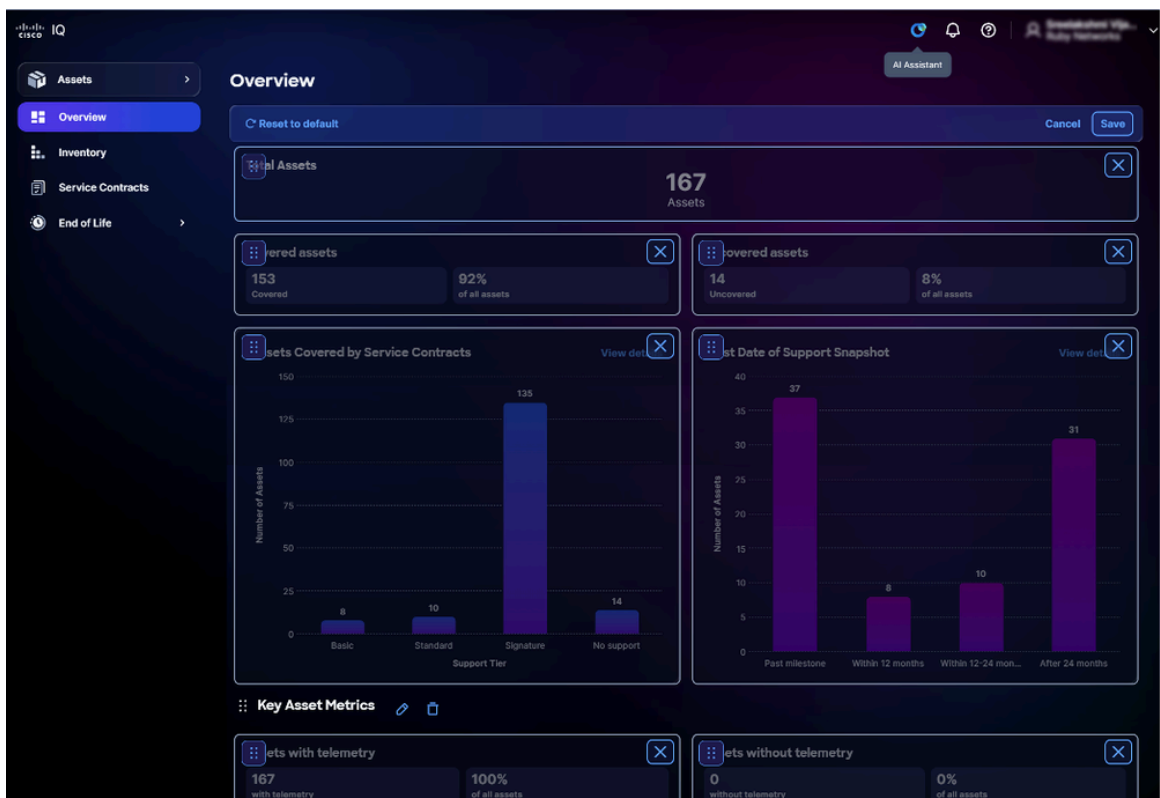 cisco IQ
AI Assistant
Assets
Overview
Inventory
Service Contracts
End of Life
Overview
Reset to default
Cancel
Save
Total Assets
167
Assets
vered assets
153
Covered
92%
of all assets
covered assets
14
Uncovered
8%
of all assets
sets Covered by Service Contracts
View det
150
125
100
75
50
25
0
Number of Assets
8
10
135
14
Basic
Standard
Signature
No support
Support Tier
st Date of Support Snapshot
View det
40
35
30
25
20
15
10
5
0
Number of Assets
37
8
10
31
Past milestone
Within 12 months
Within 12-24 mon...
After 24 months
Key Asset Metrics
ets with telemetry
167
with telemetry
100%
of all assets
ets without telemetry
0
without telemetry
0%
of all assets